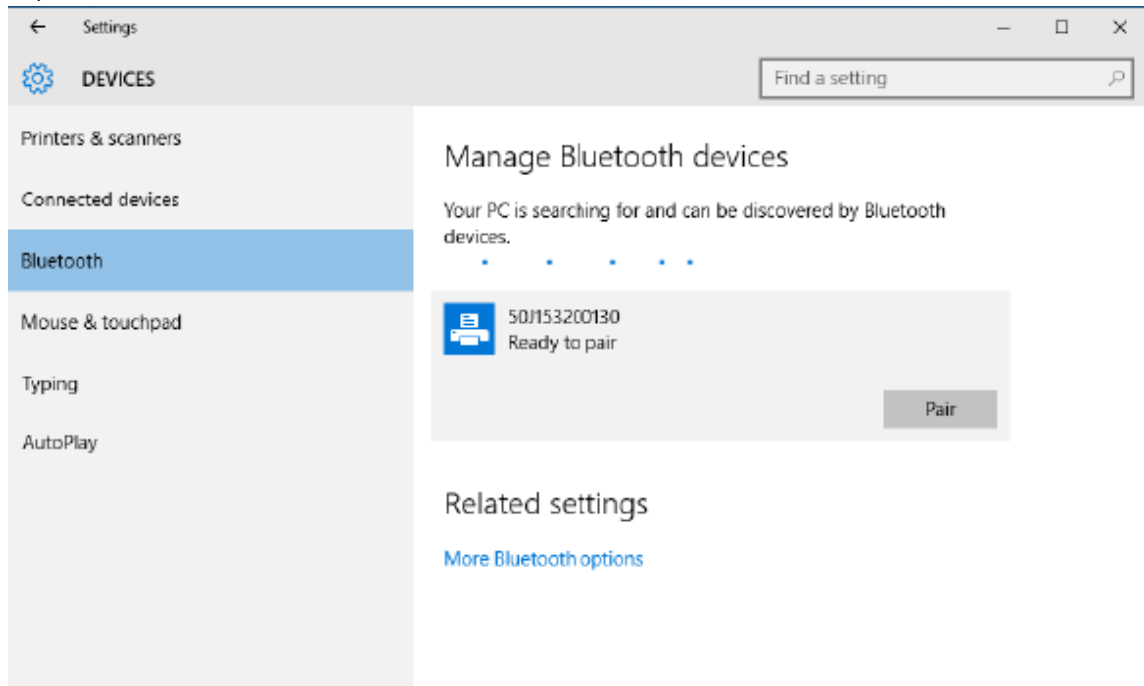 Settings
DEVICES
Find a setting
Printers & scanners
Connected devices
Bluetooth
Mouse & touchpad
Typing
AutoPlay
Manage Bluetooth devices
Your PC is searching for and can be discovered by Bluetooth
devices.
50J153200130
Ready to pair
Pair
Related settings
More Bluetooth options